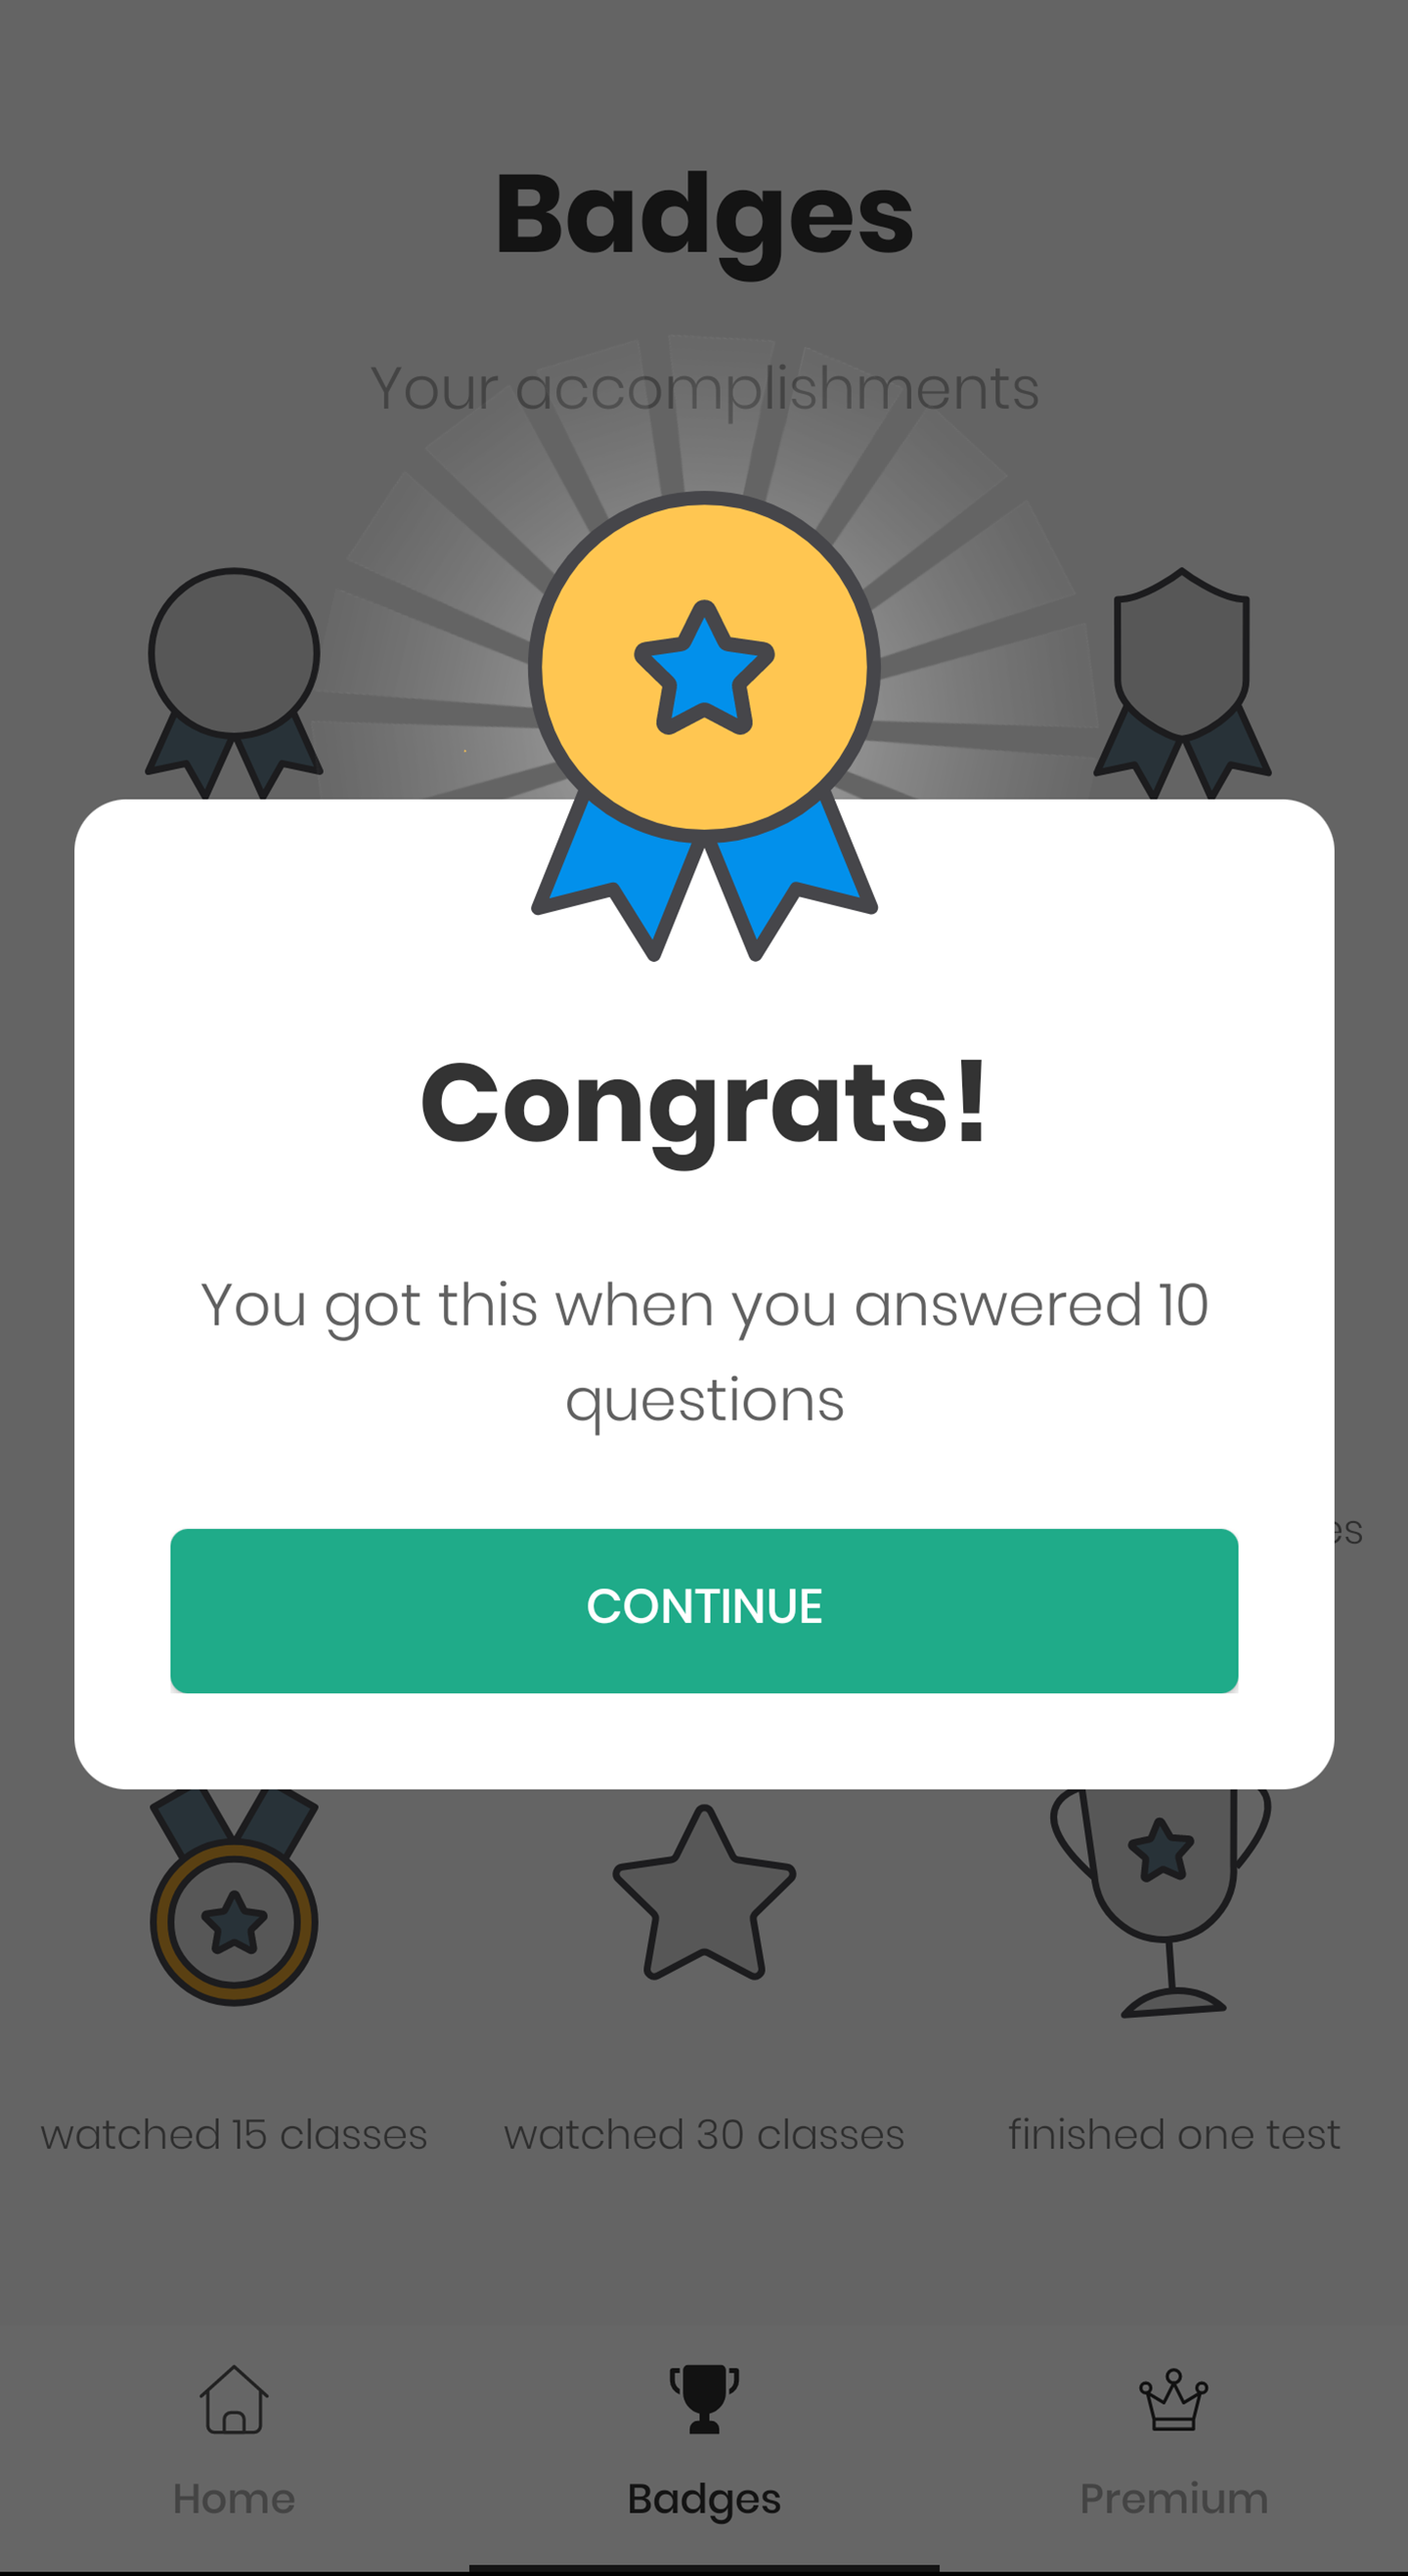 Badges
Your accomplishments
Congrats!
You got this when you answered 10
questions
CONTINUE
watched 15 classes
watched 30 classes
finished one test
Home
Badges
Premium